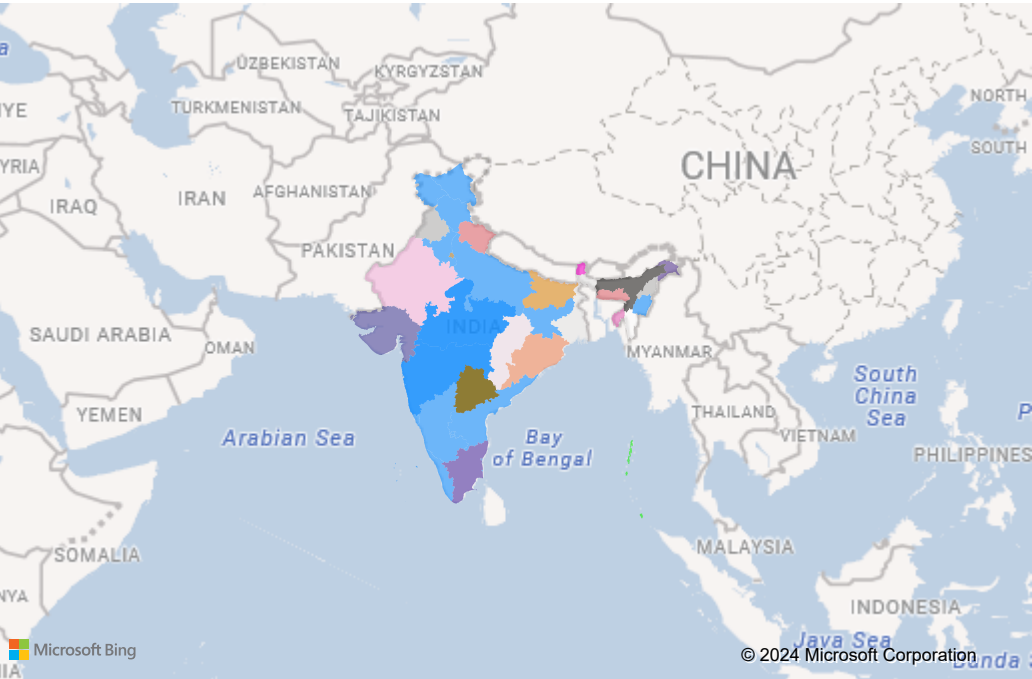 a
UZBEKISTAN
KYRGYZSTAN
YE
TURKMENISTAN
TAJIKISTAN
NORTH
SOUTH
CHINA
YRIA
IRAQ
IRAN
AFGHANISTAN
PAKISTAN
SAUDI ARABIA
OMAN
INDIA
MYANMAR
YEMEN
South
China
Sea
P
THAILAND
VIETNAM
Arabian Sea
Bay
of Bengal
PHILIPPINES
SOMALIA
MALAYSIA
NYA
INDONESIA
Java Sea
Banda
IA
Microsoft Bing
© 2024 Microsoft Corporation